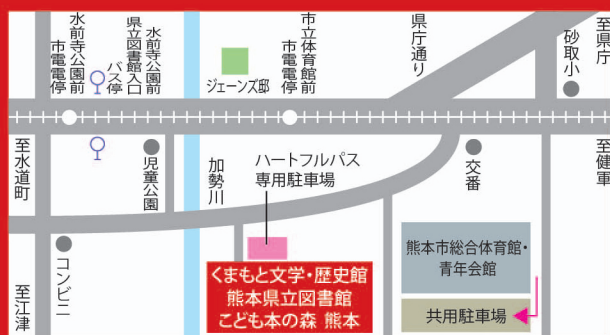 水前寺公園前
市電電停
水前寺公園前
県立図書館入口
バス停
ジェーンズ邸
市立体育館前
市電電停
県庁通り
砂取小
至県庁
至水道町
児童公園
加勢川
ハートフルパス
専用駐車場
交番
至健軍
コンビニ
至江津
くまもと文学・歴史館
熊本県立図書館
こども本の森 熊本
熊本市総合体育館・
青年会館
共用駐車場